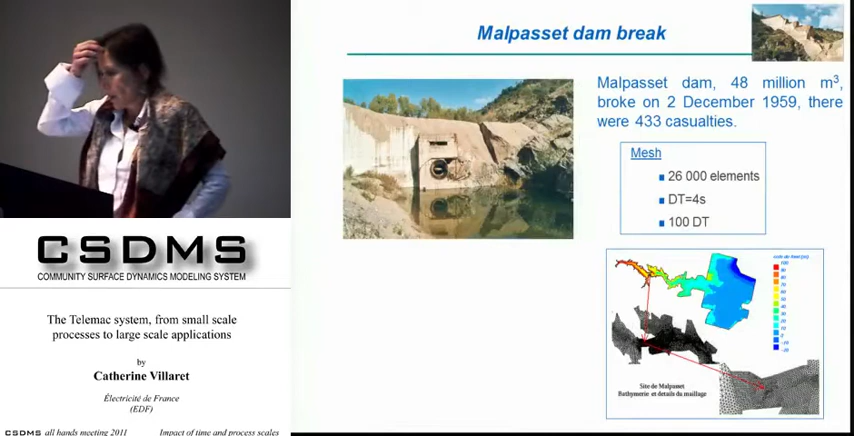 Malpasset dam break
Malpasset dam, 48 million m³,
broke on 2 December 1959, there
were 433 casualties.
Mesh
26 000 elements
DT=4s
100 DT
Site de Malpasset
Bathymetrie et details du maillage
CSDMS
COMMUNITY SURFACE DYNAMICS MODELING SYSTEM
The Telemac system, from small scale
processes to large scale applications
by
Catherine Villaret
Électricité de France
(EDF)
CSDMS all hands meeting 2011 Impact of time and process scales